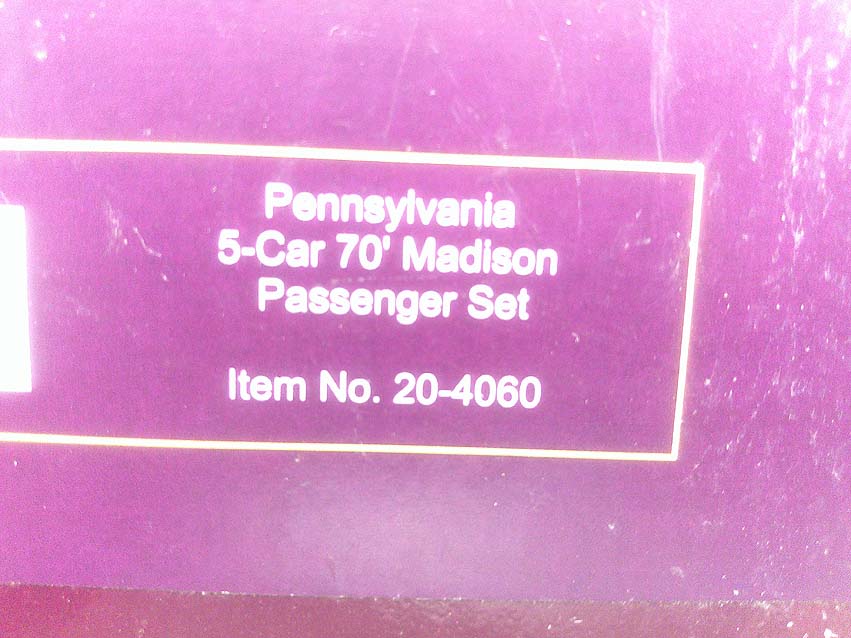 Pennsylvania
5-Car 70' Madison
Passenger Set
Item No. 20-4060